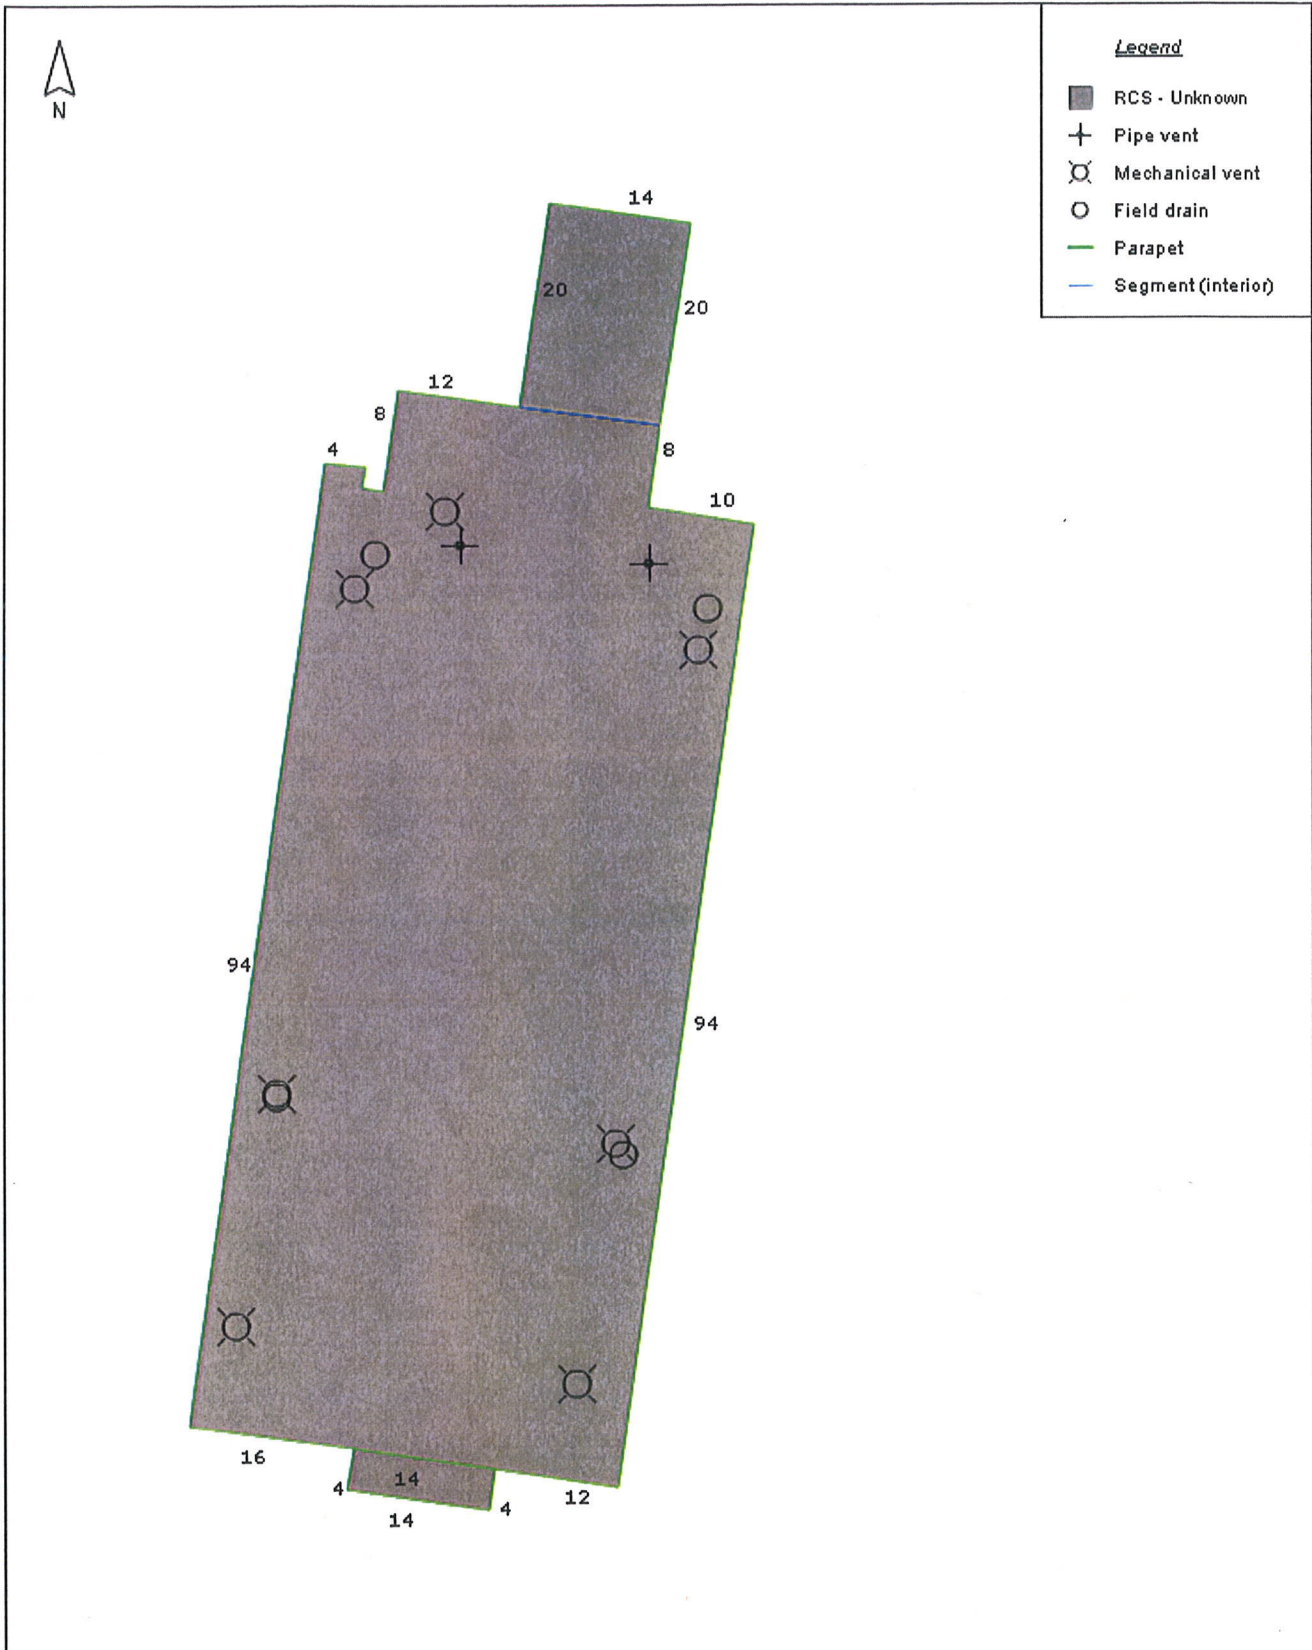 N
Legend
RCS - Unknown
Pipe vent
Mechanical vent
Field drain
Parapet
Segment (interior)
14
20
20
12
8
4
8
10
94
94
16
14
4
12
4
14